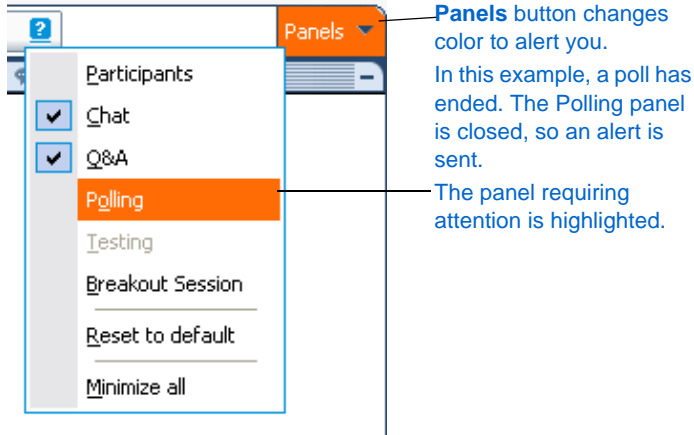 ?
Panels
Participants
Chat
Q&A
Polling
Testing
Breakout Session
Reset to default
Minimize all
Panels button changes
color to alert you.
In this example, a poll has
ended. The Polling panel
is closed, so an alert is
sent.
The panel requiring
attention is highlighted.